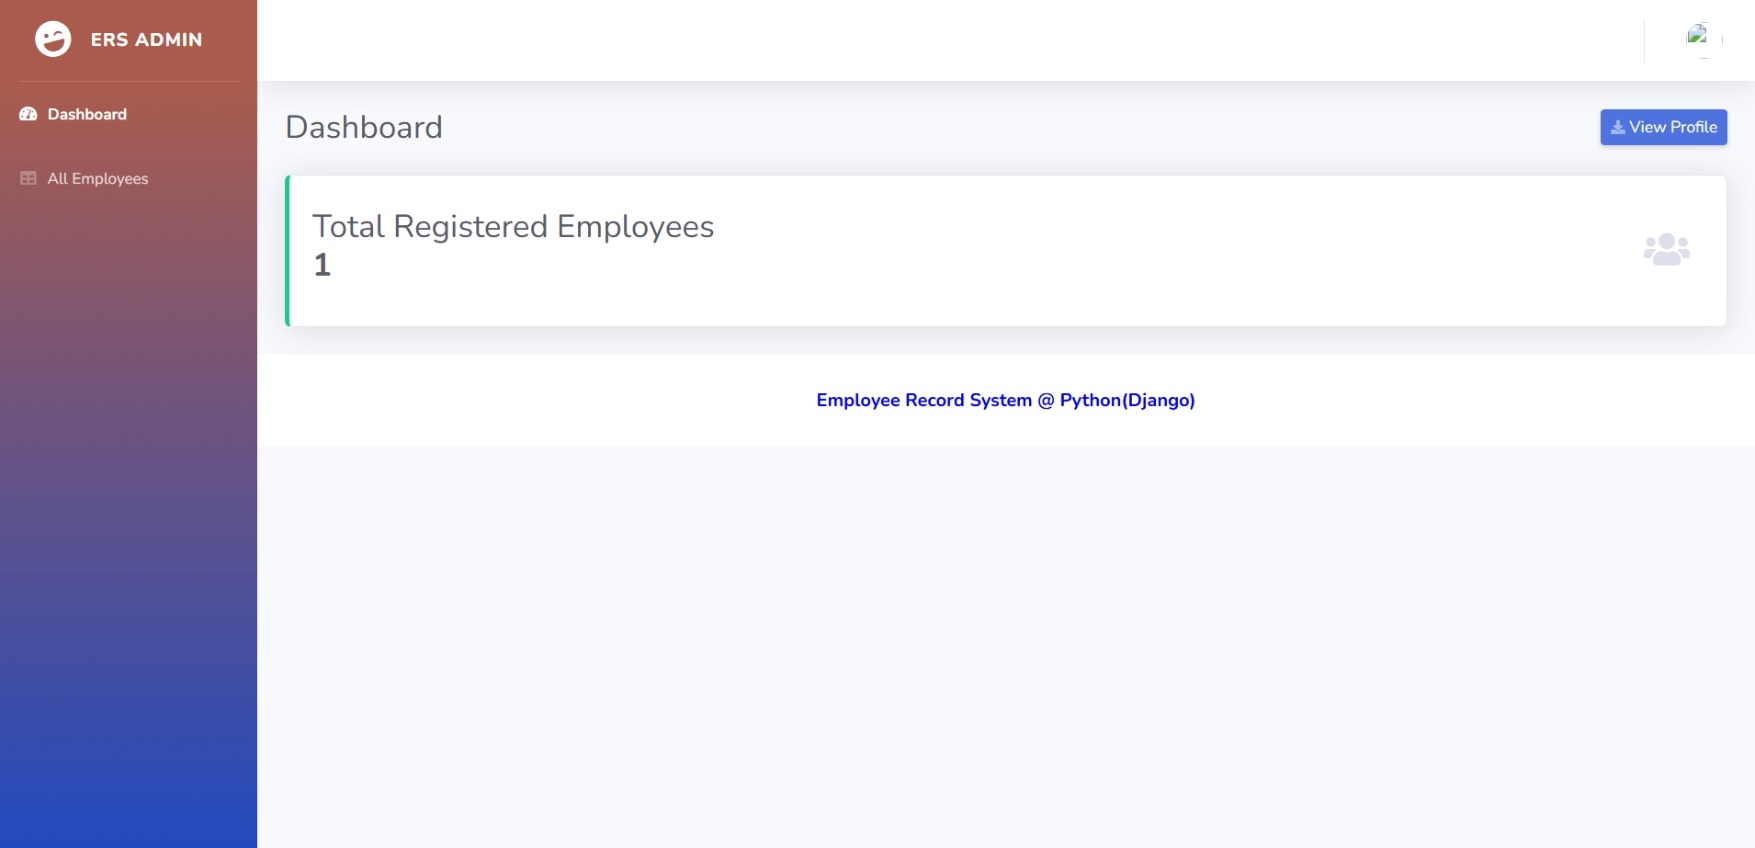 ERS ADMIN
Dashboard
All Employees
Dashboard
View Profile
Total Registered Employees
1
Employee Record System @ Python(Django)